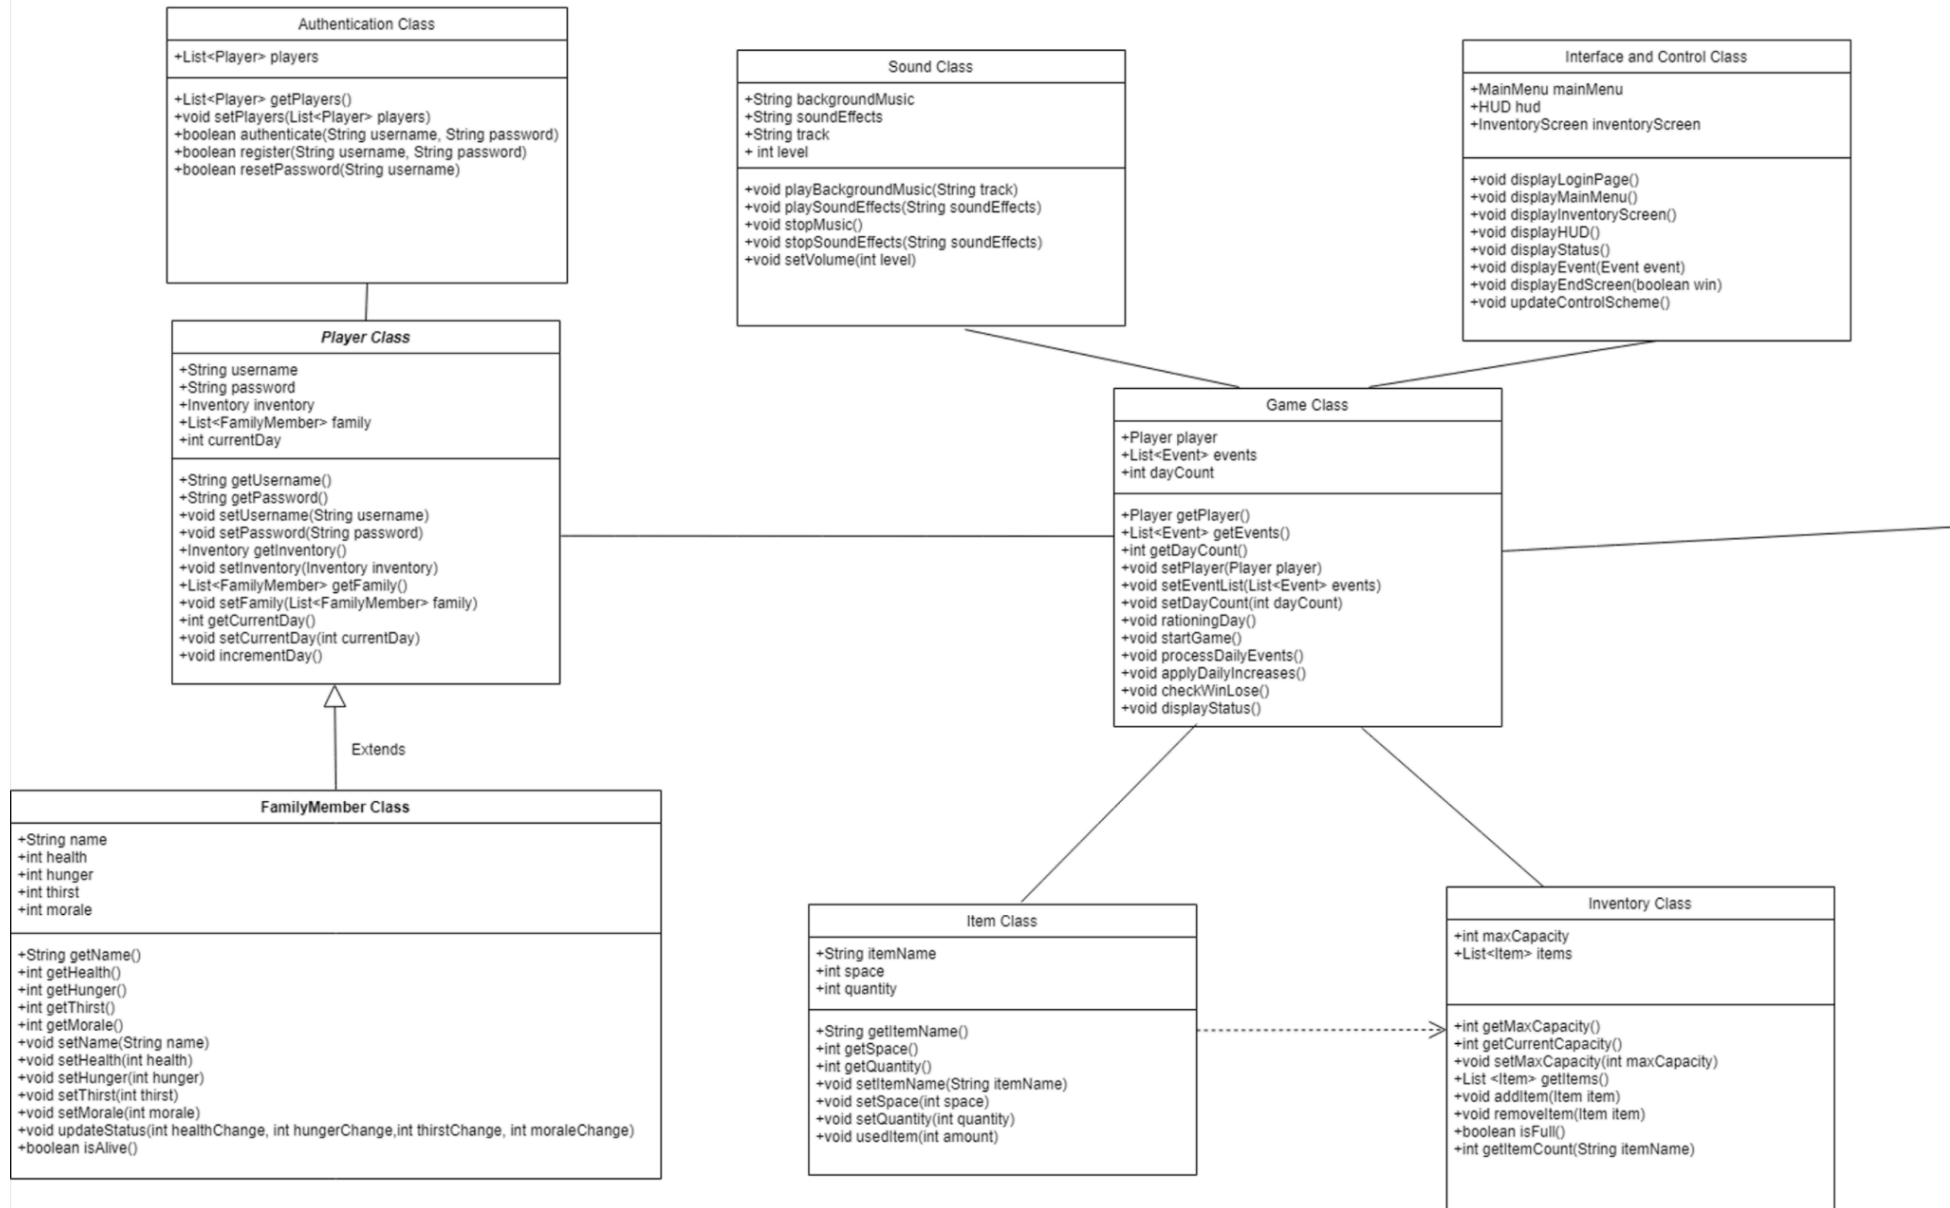 Authentication Class
+List<Player> players
+List<Player> getPlayers()
+void setPlayers(List<Player> players)
+boolean authenticate(String username, String password)
+boolean register(String username, String password)
+boolean resetPassword(String username)
Sound Class
+String backgroundMusic
+String soundEffects
+String track
+ int level
+void playBackgroundMusic(String track)
+void playSoundEffects(String soundEffects)
+void stopMusic()
+void stopSoundEffects(String soundEffects)
+void setVolume(int level)
Interface and Control Class
+MainMenu mainMenu
+HUD hud
+InventoryScreen inventoryScreen
+void displayLoginPage()
+void displayMainMenu()
+void displayInventoryScreen()
+void displayHUD()
+void displayStatus()
+void displayEvent(Event event)
+void displayEndScreen(boolean win)
+void updateControlScheme()
Player Class
+String username
+String password
+Inventory inventory
+List<FamilyMember> family
+int currentDay
+String getUsername()
+String getPassword()
+void setUsername(String username)
+void setPassword(String password)
+Inventory getInventory()
+void setInventory(Inventory inventory)
+List<FamilyMember> getFamily()
+void setFamily(List<FamilyMember> family)
+int getCurrentDay()
+void setCurrentDay(int currentDay)
+void incrementDay()
Game Class
+Player player
+List<Event> events
+int dayCount
+Player getPlayer()
+List<Event> getEvents()
+int getDayCount()
+void setPlayer(Player player)
+void setEventList(List<Event> events)
+void setDayCount(int dayCount)
+void rationingDay()
+void startGame()
+void processDailyEvents()
+void applyDailyIncreases()
+void checkWinLose()
+void displayStatus()
Extends
FamilyMember Class
+String name
+int health
+int hunger
+int thirst
+int morale
+String getName()
+int getHealth()
+int getHunger()
+int getThirst()
+int getMorale()
+void setName(String name)
+void setHealth(int health)
+void setHunger(int hunger)
+void setThirst(int thirst)
+void setMorale(int morale)
+void updateStatus(int healthChange, int hungerChange,int thirstChange, int moraleChange)
+boolean isAlive()
Item Class
+String itemName
+int space
+int quantity
+String getItemName()
+int getSpace()
+int getQuantity()
+void setItemName(String itemName)
+void setSpace(int space)
+void setQuantity(int quantity)
+void usedItem(int amount)
Inventory Class
+int maxCapacity
+List<Item> items
+int getMaxCapacity()
+int getCurrentCapacity()
+void setMaxCapacity(int maxCapacity)
+List <Item> getItems()
+void addItem(Item item)
+void removeItem(Item item)
+boolean isFull()
+int getItemCount(String itemName)